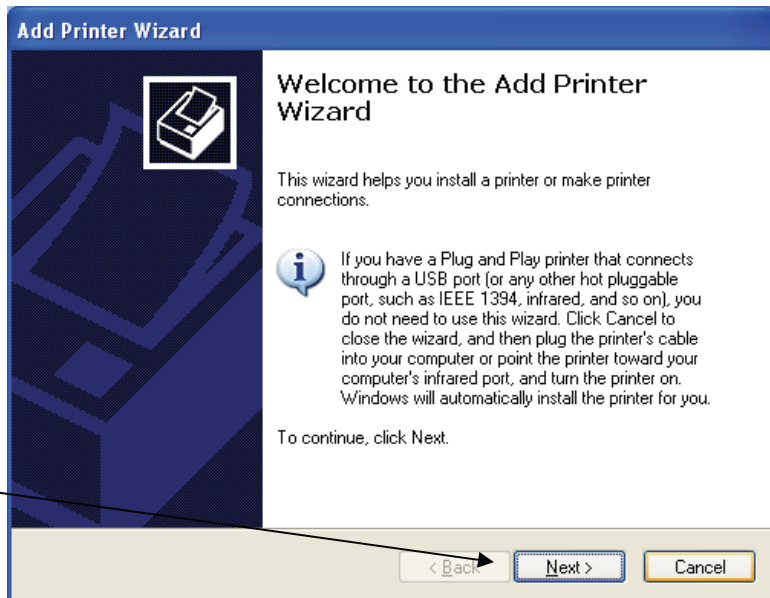 Add Printer Wizard
Welcome to the Add Printer
Wizard
This wizard helps you install a printer or make printer
connections.
If you have a Plug and Play printer that connects
through a USB port (or any other hot pluggable
port, such as IEEE 1394, infrared, and so on), you
do not need to use this wizard. Click Cancel to
close the wizard, and then plug the printer's cable
into your computer or point the printer toward your
computer's infrared port, and turn the printer on.
Windows will automatically install the printer for you.
To continue, click Next.
< Back Next > Cancel